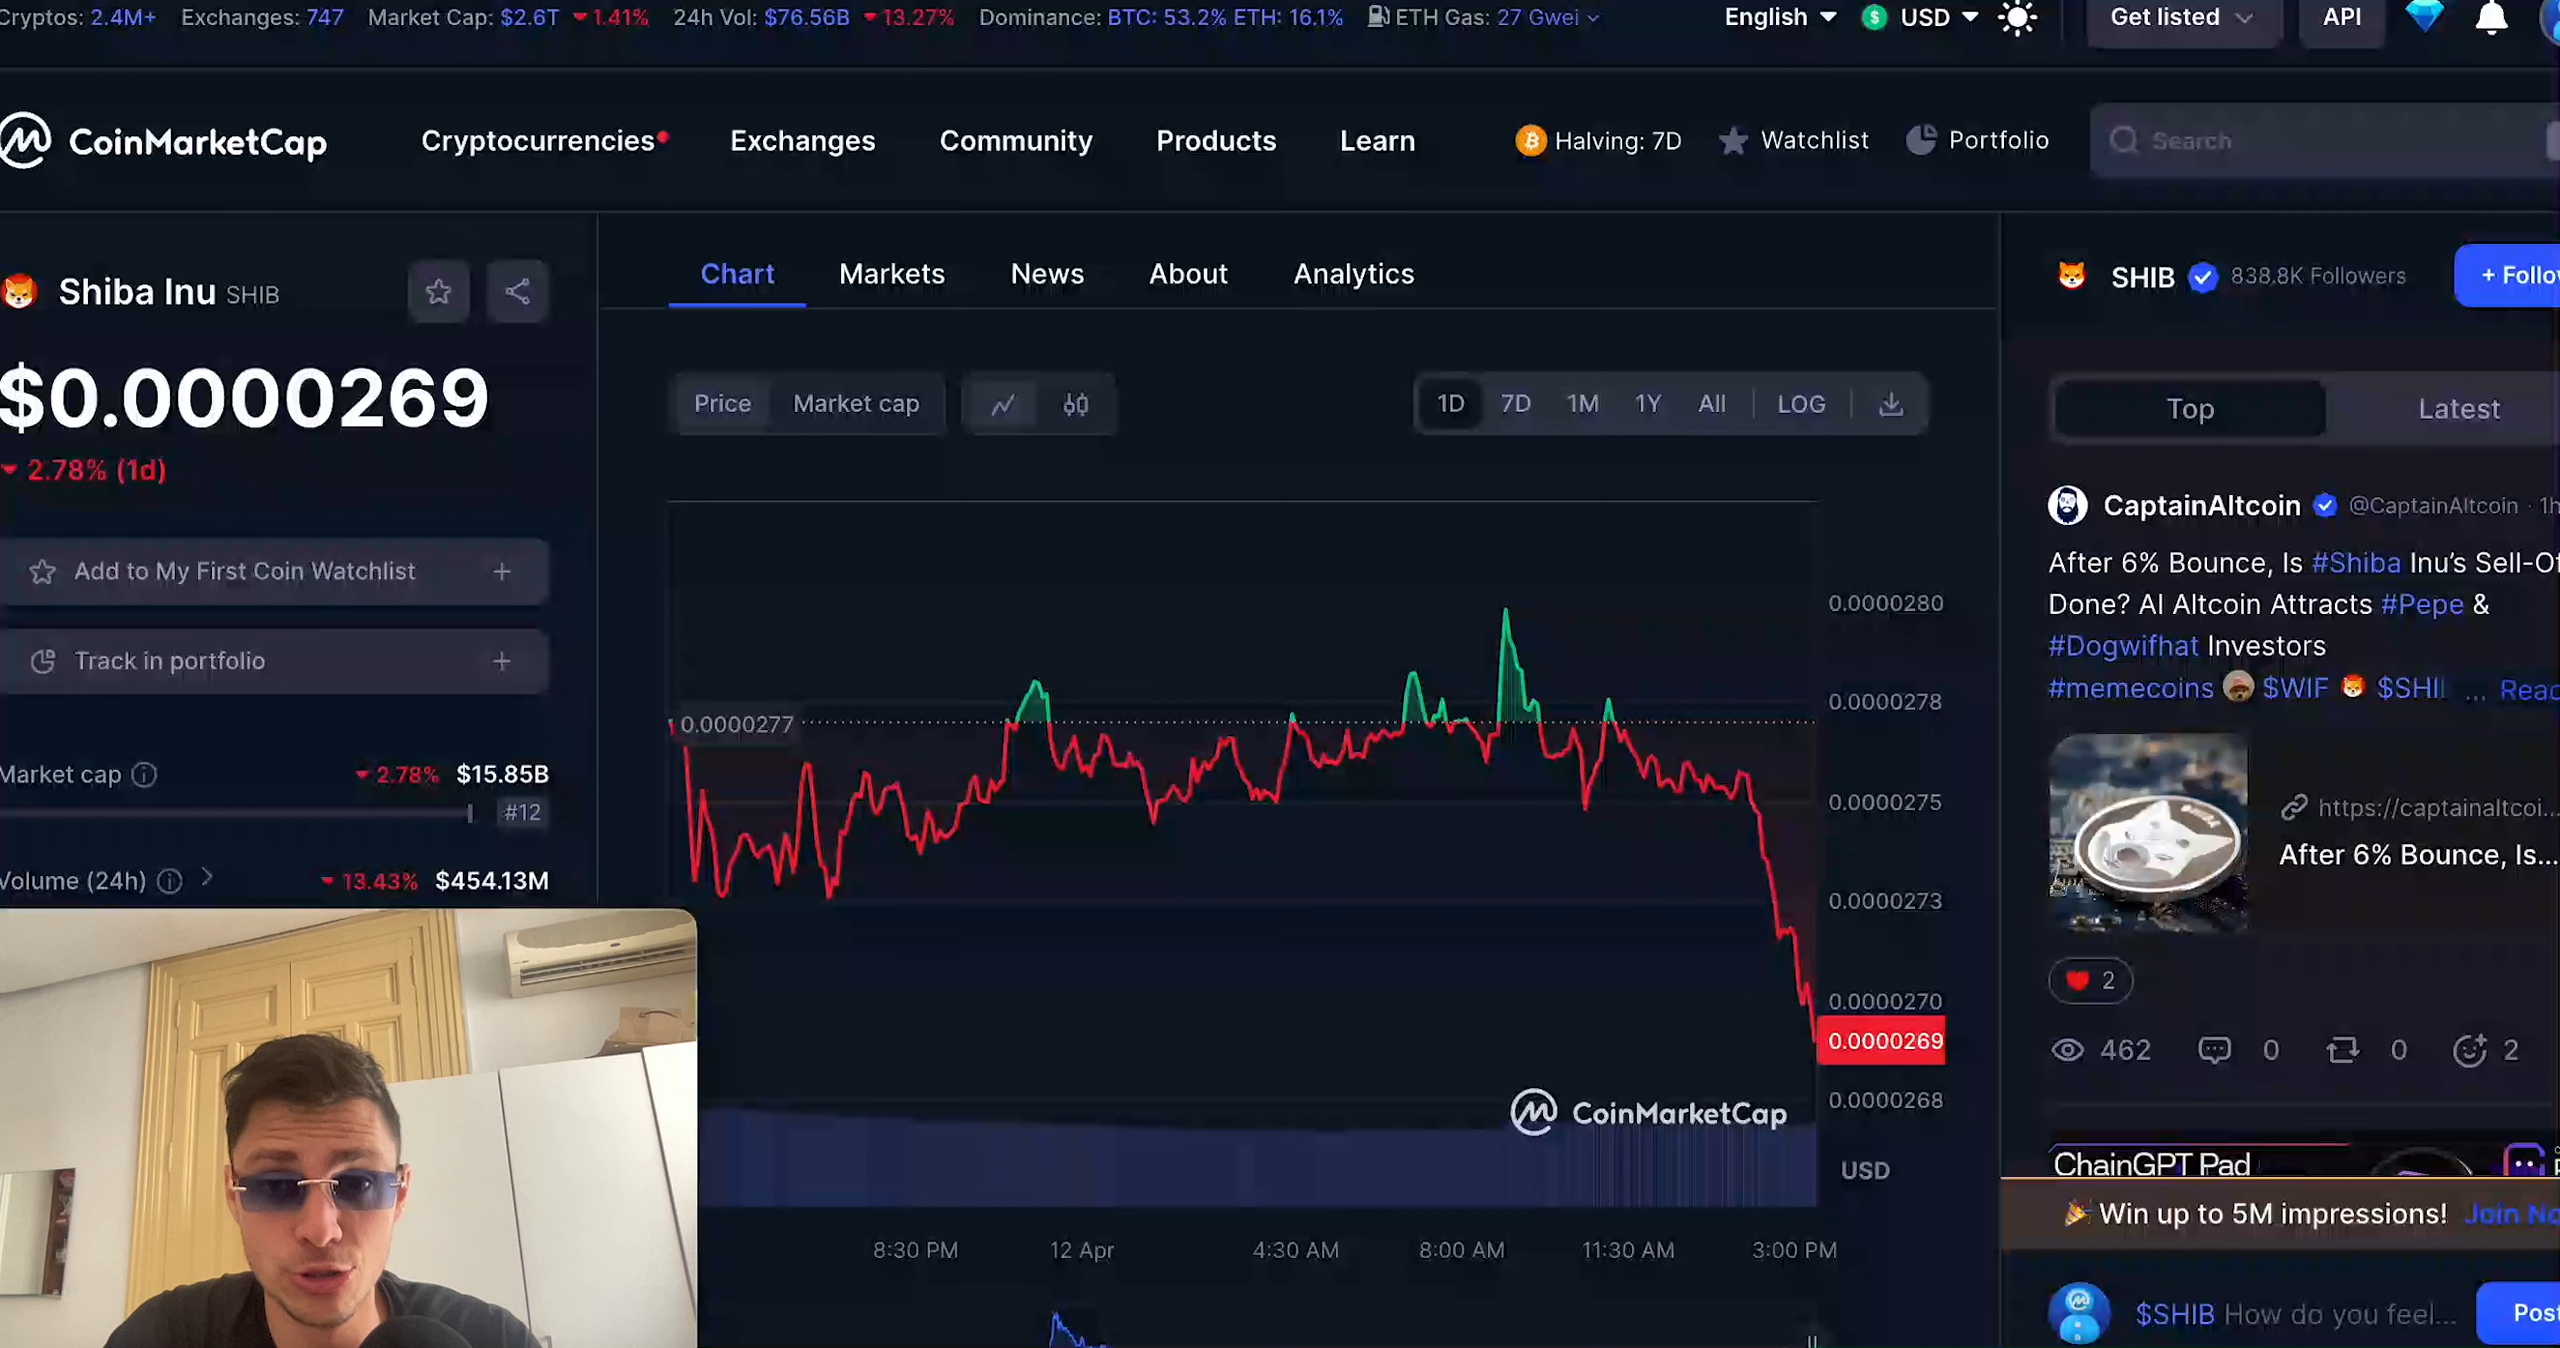 Cryptos: 2.4M+ Exchanges: 747 Market Cap: $2.6T 1.41% 24h Vol: $76.56B 13.27% Dominance: BTC: 53.2% ETH: 16.1% ETH Gas: 27 Gwei English USD Get listed API
CoinMarketCap Cryptocurrencies Exchanges Community Products Learn Halving: 7D Watchlist Portfolio Search
Shiba Inu SHIB
$0.0000269
2.78% (1d)
Add to My First Coin Watchlist +
Track in portfolio +
Market cap 2.78% $15.85B
#12
Volume (24h) 13.43% $454.13M
Chart Markets News About Analytics
Price Market cap 1D 7D 1M 1Y All LOG
0.0000277
0.0000280
0.0000278
0.0000275
0.0000273
0.0000270
0.0000269
0.0000268
CoinMarketCap
USD
8:30 PM 12 Apr 4:30 AM 8:00 AM 11:30 AM 3:00 PM
SHIB 838.8K Followers + Follo
Top Latest
CaptainAltcoin @CaptainAltcoin · 1h
After 6% Bounce, Is #Shiba Inu’s Sell-Of
Done? AI Altcoin Attracts #Pepe &
#Dogwifhat Investors
#memecoins $WIF $SHI ... Read
https://captainaltcoi...
After 6% Bounce, Is...
2
462 0 0 2
ChainGPT Pad
Win up to 5M impressions! Join No
$SHIB How do you feel...
Post